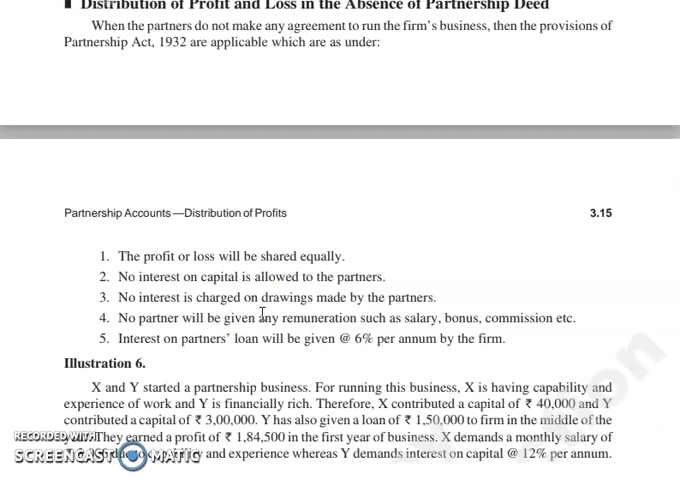 Distribution of Profit and Loss in the Absence of Partnership Deed
When the partners do not make any agreement to run the firm's business, then the provisions of
Partnership Act, 1932 are applicable which are as under:
Partnership Accounts—Distribution of Profits 3.15
1. The profit or loss will be shared equally.
2. No interest on capital is allowed to the partners.
3. No interest is charged on drawings made by the partners.
4. No partner will be given any remuneration such as salary, bonus, commission etc.
5. Interest on partners' loan will be given @ 6% per annum by the firm.
Illustration 6.
X and Y started a partnership business. For running this business, X is having capability and
experience of work and Y is financially rich. Therefore, X contributed a capital of ₹ 40,000 and Y
contributed a capital of ₹ 3,00,000. Y has also given a loan of ₹ 1,50,000 to firm in the middle of the
They earned a profit of ₹ 1,84,500 in the first year of business. X demands a monthly salary of
and experience whereas Y demands interest on capital @ 12% per annum.
RECORDED WITH
SCREENCAST MATIC